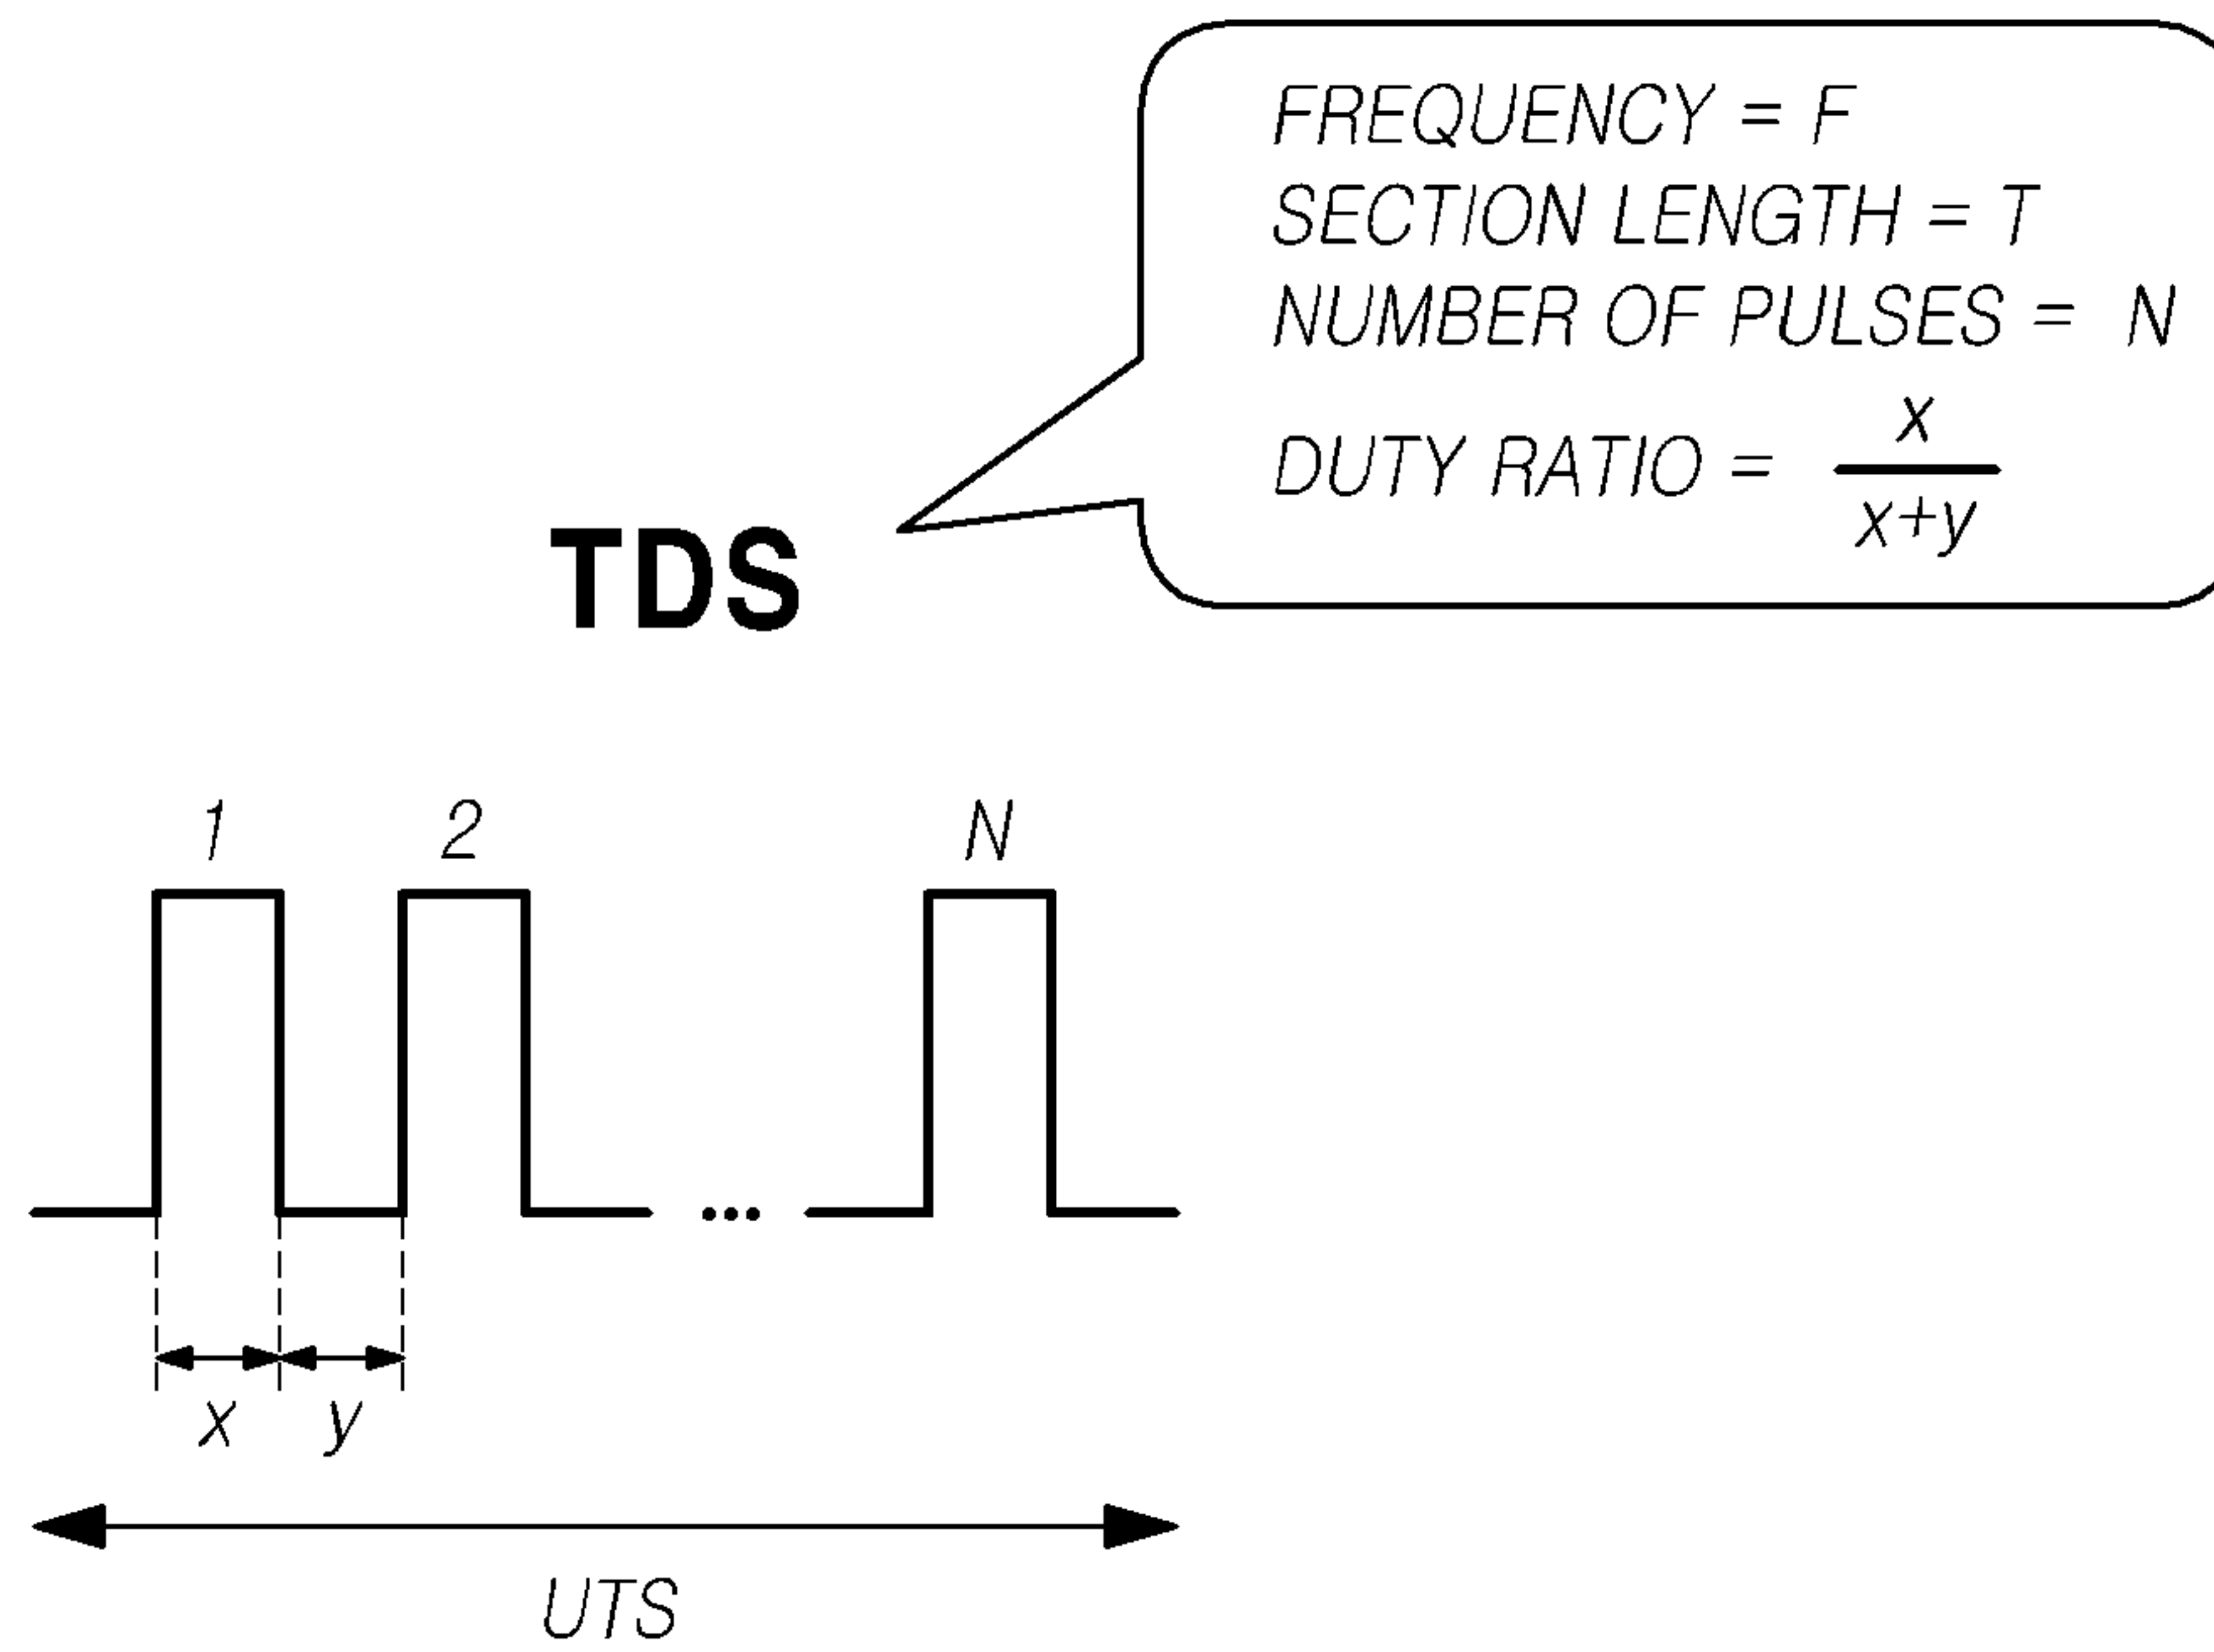 FREQUENCY = F
SECTION LENGTH = T
NUMBER OF PULSES = N
DUTY RATIO = x
x+y
TDS
1 2 N
...
x y
UTS